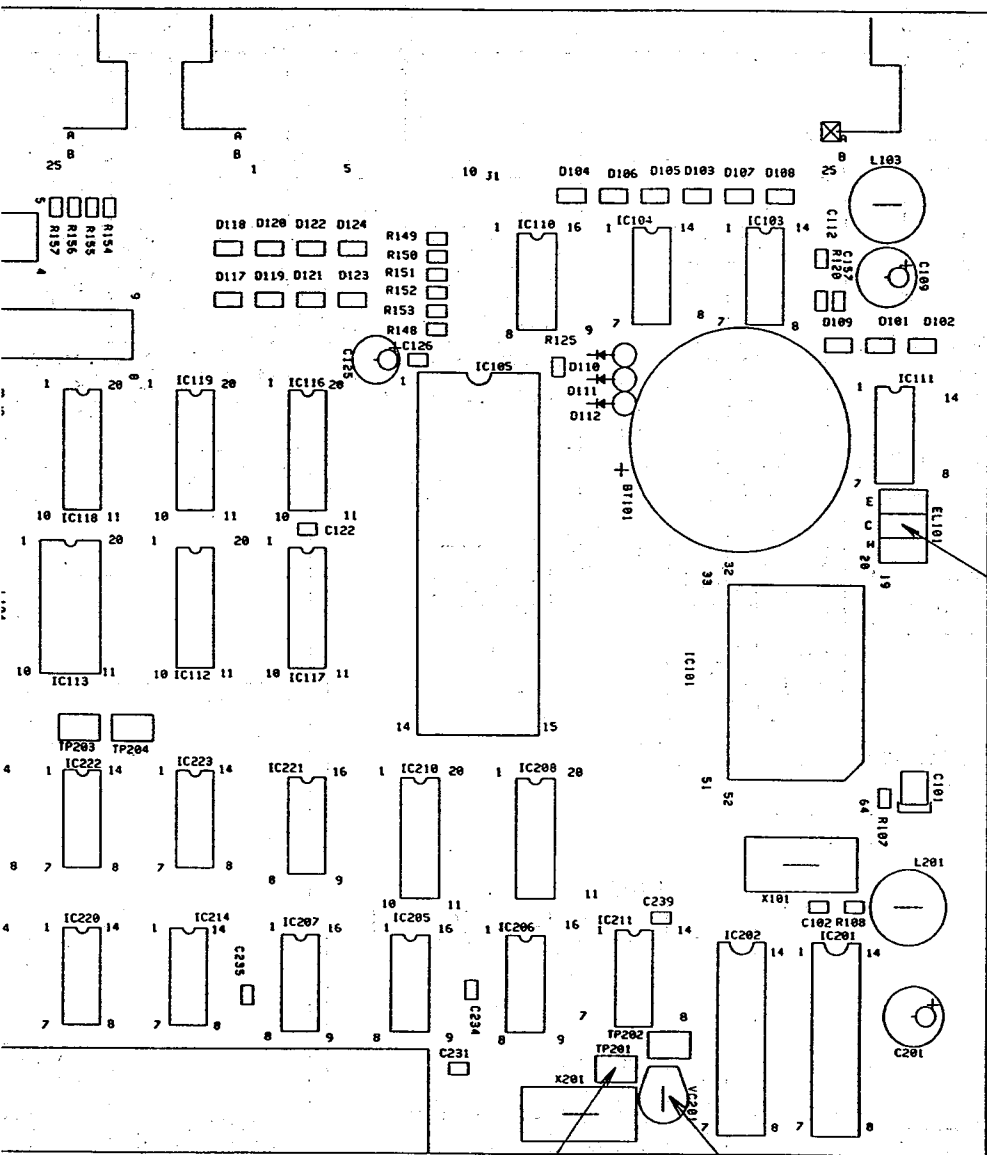 A A A
B B B
25 1 5 10 J1 25
L103
D104 D106 D105 D103 D107 D108
5 R157 R156 R155 R154
4
D118 D120 D122 D124
R149
R150
D117 D119 D121 D123
R151
R152
R153
R148
1 IC110 16
8 9
1 IC104 14
7 8
1 IC103 14
7 8
C112
R120
C157
C109
9
8
D109 D101 D102
C125 C126
R125
D110
D111
D112
BT101
1 20
10 IC118 11
1 IC119 20
10 11
1 IC116 20
10 11
C122
1 IC105
14 15
IC111
1 14
7 8
E
C
H
EL101
20 19
33 32
IC101
51 52
64
1 20
10 IC113 11
1 20
10 IC112 11
1
10 IC117 11
TP203 TP204
4
8
1 IC222 14
7 8
1 IC223 14
7 8
IC221 16
1
8 9
1 IC210 20
10 11
1 IC208 20
11
C101
R107
X101
L201
C102 R108
4
1 IC220 14
7 8
1 IC214 14
7 8
C235
1 IC207 16
8 9
1 IC205 16
8 9
C234
1 IC206 16
8 9
C239
1 IC211 14
7 8
IC202
1 14
7 8
IC201
1 14
7 8
C231
TP202
TP201
X201
VC201
C201